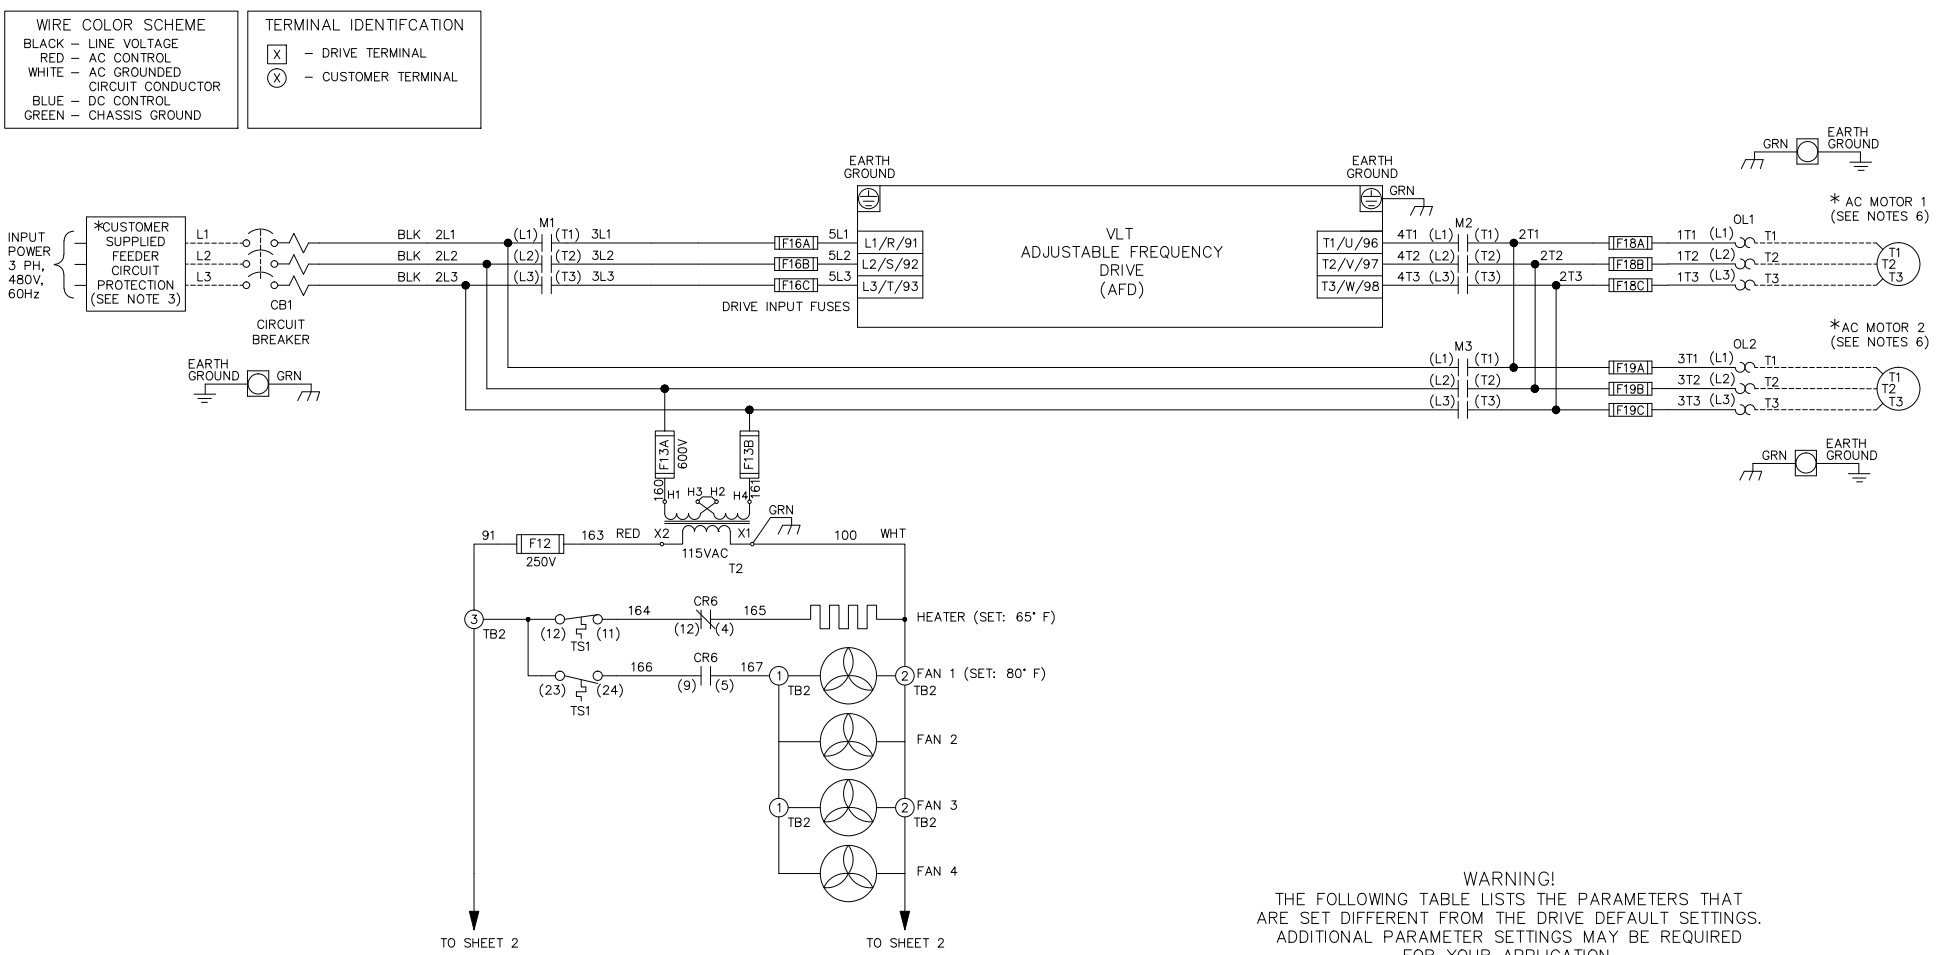 WIRE COLOR SCHEME
BLACK – LINE VOLTAGE
RED – AC CONTROL
WHITE – AC GROUNDED
CIRCUIT CONDUCTOR
BLUE – DC CONTROL
GREEN – CHASSIS GROUND
TERMINAL IDENTIFCATION
X – DRIVE TERMINAL
X – CUSTOMER TERMINAL
INPUT
POWER
3 PH,
480V,
60Hz
*CUSTOMER
SUPPLIED
FEEDER
CIRCUIT
PROTECTION
(SEE NOTE 3)
L1
L2
L3
CB1
CIRCUIT
BREAKER
EARTH
GROUND
GRN
BLK 2L1
BLK 2L2
BLK 2L3
M1
(L1) (T1) 3L1
(L2) (T2) 3L2
(L3) (T3) 3L3
F16A 5L1
F16B 5L2
F16C 5L3
DRIVE INPUT FUSES
EARTH
GROUND
L1/R/91
L2/S/92
L3/T/93
VLT
ADJUSTABLE FREQUENCY
DRIVE
(AFD)
EARTH
GROUND
GRN
T1/U/96
T2/V/97
T3/W/98
M2
4T1 (L1) (T1) 2T1
4T2 (L2) (T2) 2T2
4T3 (L3) (T3) 2T3
OL1
F18A 1T1 (L1) T1
F18B 1T2 (L2) T2
F18C 1T3 (L3) T3
GRN
EARTH
GROUND
* AC MOTOR 1
(SEE NOTES 6)
T1
T2
T3
M3
(L1) (T1)
(L2) (T2)
(L3) (T3)
OL2
F19A 3T1 (L1) T1
F19B 3T2 (L2) T2
F19C 3T3 (L3) T3
*AC MOTOR 2
(SEE NOTES 6)
T1
T2
T3
GRN
EARTH
GROUND
F13A
600V
F13B
160
161
H1 H3 H2 H4
GRN
91 F12 163 RED X2 X1 100 WHT
250V
115VAC
T2
3
TB2
(12) (11)
TS1
164
CR6
(12) (4)
165
HEATER (SET: 65° F)
(23) (24)
TS1
166
CR6
(9) (5)
167
1
TB2
2
TB2
FAN 1 (SET: 80° F)
FAN 2
1
TB2
2
TB2
FAN 3
FAN 4
TO SHEET 2
TO SHEET 2
WARNING!
THE FOLLOWING TABLE LISTS THE PARAMETERS THAT
ARE SET DIFFERENT FROM THE DRIVE DEFAULT SETTINGS.
ADDITIONAL PARAMETER SETTINGS MAY BE REQUIRED
FOR YOUR APPLICATION